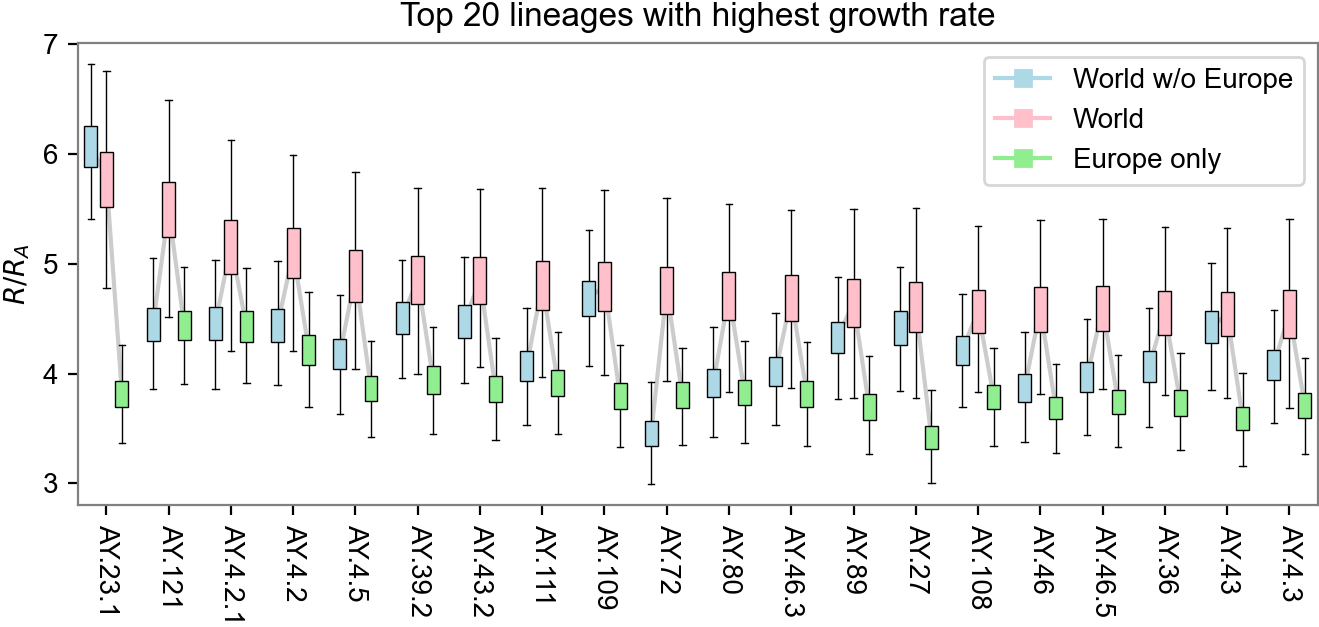 Top 20 lineages with highest growth rate
7
6
5
4
3
R/R_A
World w/o Europe
World
Europe only
AY.23.1
AY.121
AY.4.2.1
AY.4.2
AY.4.5
AY.39.2
AY.43.2
AY.111
AY.109
AY.72
AY.80
AY.46.3
AY.89
AY.27
AY.108
AY.46
AY.46.5
AY.36
AY.43
AY.4.3